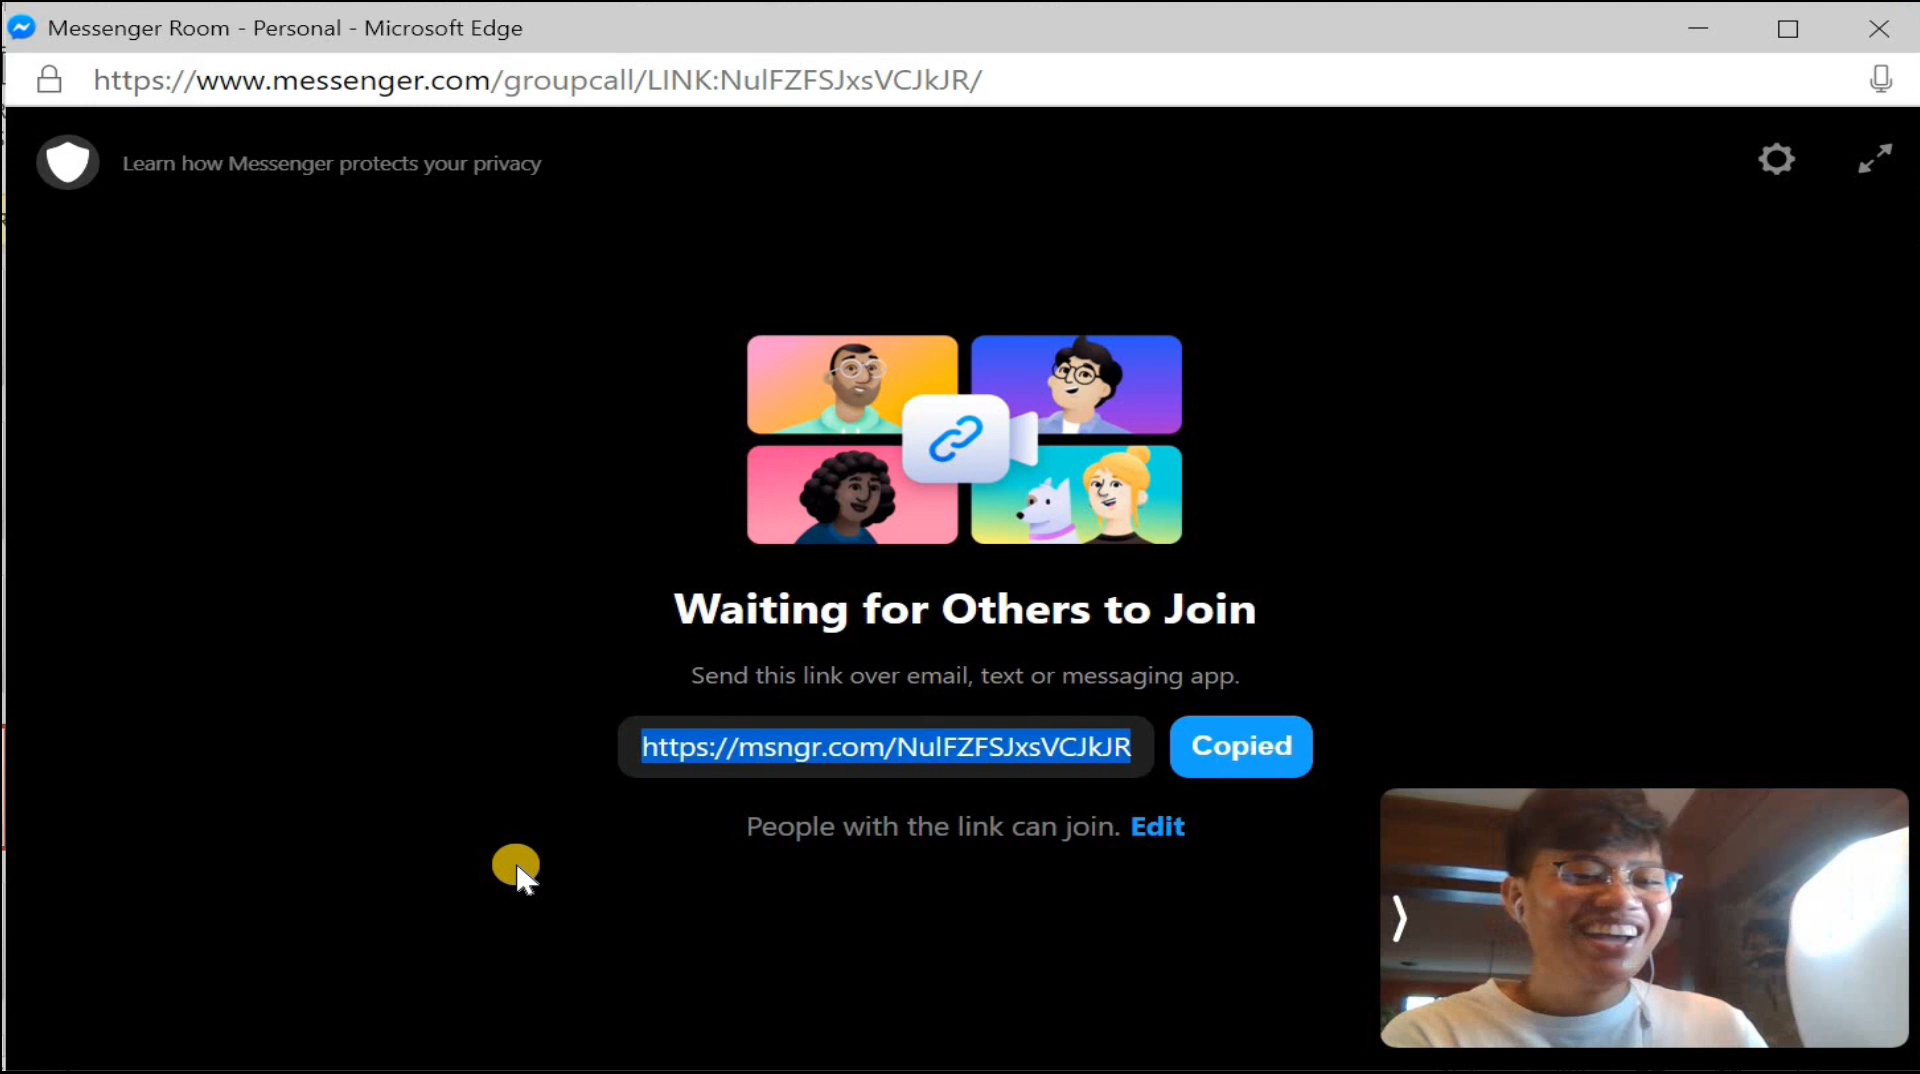 Messenger Room - Personal - Microsoft Edge
https://www.messenger.com/groupcall/LINK:NulFZFSJxsVCJkJR/
Learn how Messenger protects your privacy
Waiting for Others to Join
Send this link over email, text or messaging app.
https://msngr.com/NulFZFSJxsVCJkJR
Copied
People with the link can join. Edit